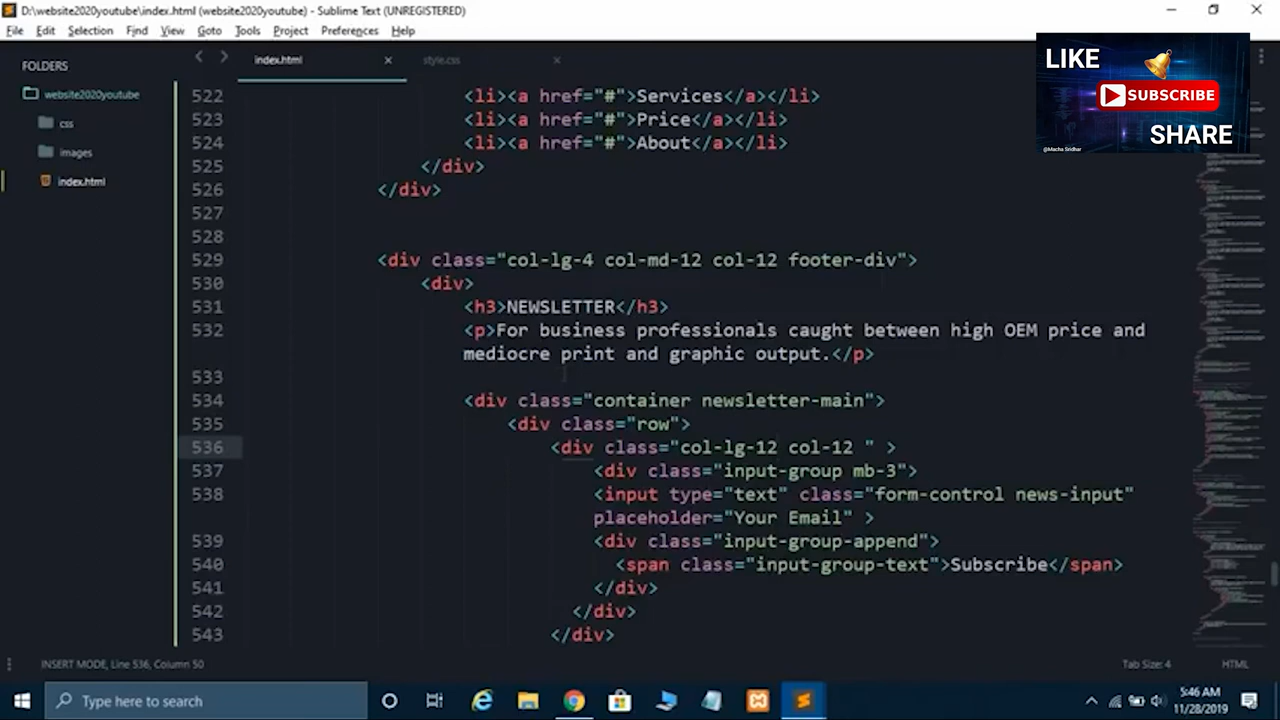 D:\website2020youtube\index.html (website2020youtube) - Sublime Text (UNREGISTERED)
File Edit Selection Find View Goto Tools Project Preferences Help
FOLDERS
website2020youtube
css
images
index.html
index.html
style.css
LIKE
SUBSCRIBE
SHARE
@Macha Sridhar
522 <li><a href="#">Services</a></li>
523 <li><a href="#">Price</a></li>
524 <li><a href="#">About</a></li>
525 </div>
526 </div>
527
528
529 <div class="col-lg-4 col-md-12 col-12 footer-div">
530 <div>
531 <h3>NEWSLETTER</h3>
532 <p>For business professionals caught between high OEM price and
mediocre print and graphic output.</p>
533
534 <div class="container newsletter-main">
535 <div class="row">
536 <div class="col-lg-12 col-12 " >
537 <div class="input-group mb-3">
538 <input type="text" class="form-control news-input"
placeholder="Your Email" >
539 <div class="input-group-append">
540 <span class="input-group-text">Subscribe</span>
541 </div>
542 </div>
543 </div>
INSERT MODE, Line 536, Column 50
Tab Size: 4
HTML
Type here to search
5:46 AM
11/28/2019